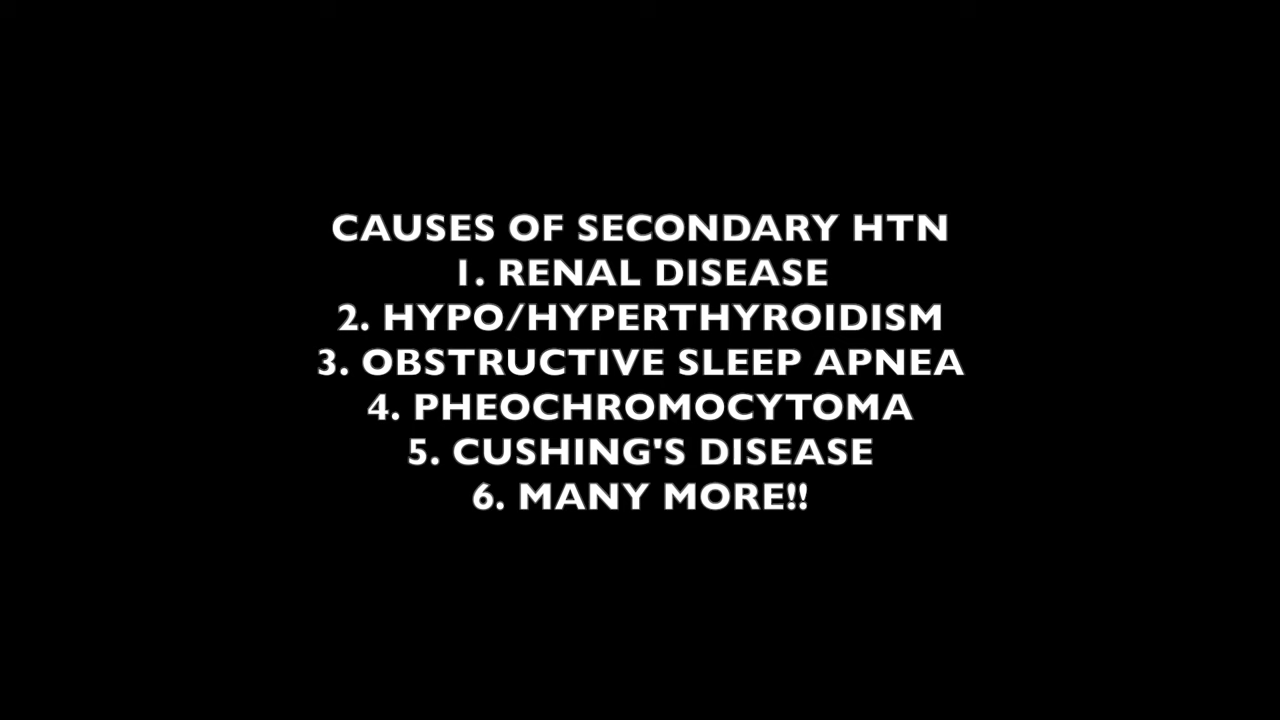 CAUSES OF SECONDARY HTN
1. RENAL DISEASE
2. HYPO/HYPERTHYROIDISM
3. OBSTRUCTIVE SLEEP APNEA
4. PHEOCHROMOCYTOMA
5. CUSHING'S DISEASE
6. MANY MORE!!